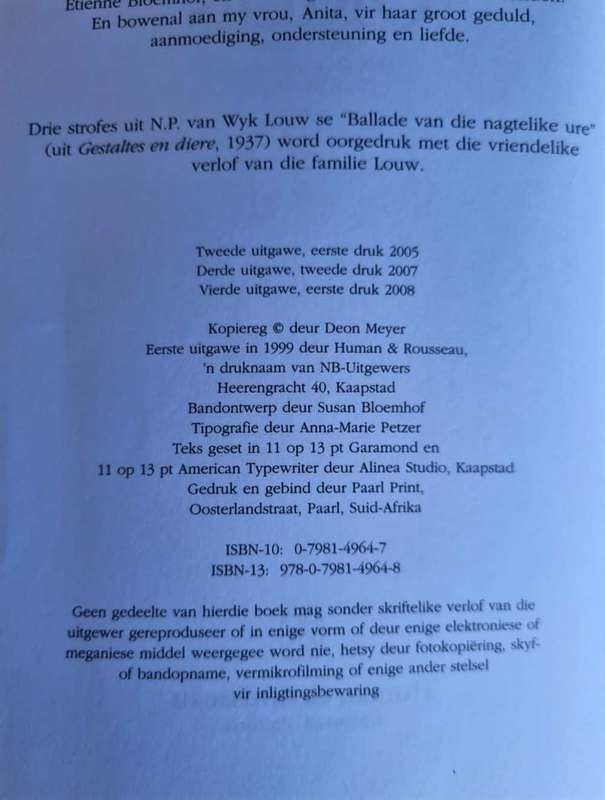 Etienne Bloemhof,
En bowenal aan my vrou, Anita, vir haar groot geduld,
aanmoediging, ondersteuning en liefde.
Drie strofes uit N.P. van Wyk Louw se "Ballade van die nagtelike ure"
(uit Gestaltes en diere, 1937) word oorgedruk met die vriendelike
verlof van die familie Louw.
Tweede uitgawe, eerste druk 2005
Derde uitgawe, tweede druk 2007
Vierde uitgawe, eerste druk 2008
Kopiereg © deur Deon Meyer
Eerste uitgawe in 1999 deur Human & Rousseau,
'n druknaam van NB-Uitgewers
Heerengracht 40, Kaapstad
Bandontwerp deur Susan Bloemhof
Tipografie deur Anna-Marie Petzer
Teks geset in 11 op 13 pt Garamond en
11 op 13 pt American Typewriter deur Alinea Studio, Kaapstad
Gedruk en gebind deur Paarl Print,
Oosterlandstraat, Paarl, Suid-Afrika
ISBN-10: 0-7981-4964-7
ISBN-13: 978-0-7981-4964-8
Geen gedeelte van hierdie boek mag sonder skriftelike verlof van die
uitgewer gereproduseer of in enige vorm of deur enige elektroniese of
meganiese middel weergegee word nie, hetsy deur fotokopiëring, skyf-
of bandopname, vermikrofilming of enige ander stelsel
vir inligtingsbewaring